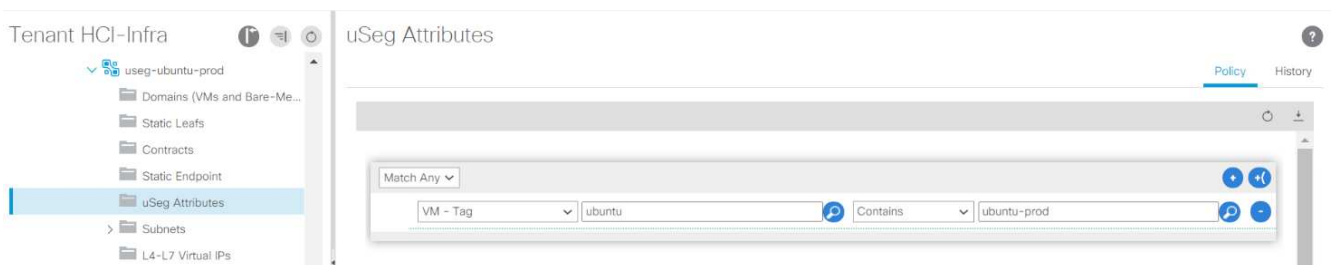 Tenant HCI-Infra
useg-ubuntu-prod
Domains (VMs and Bare-Me...
Static Leafs
Contracts
Static Endpoint
uSeg Attributes
Subnets
L4-L7 Virtual IPs
uSeg Attributes
?
Policy History
Match Any
VM - Tag ubuntu Contains ubuntu-prod